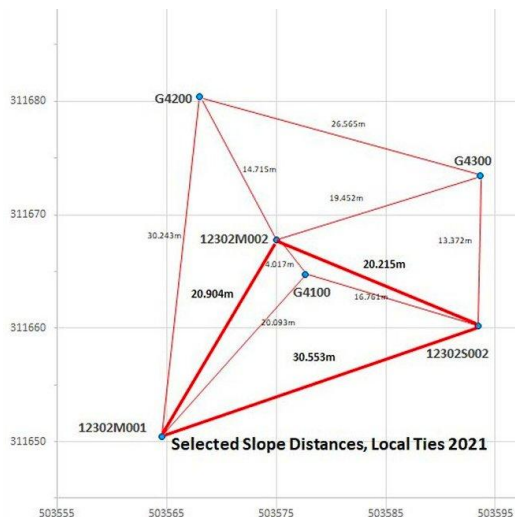 311680
G4200
26.565m
G4300
14.715m
19.452m
311670
30.243m
12302M002
13.372m
4.017m
20.215m
G4100
20.904m
16.761m
20.093m
311660
30.553m
12302S002
12302M001
311650
Selected Slope Distances, Local Ties 2021
503555
503565
503575
503585
503595